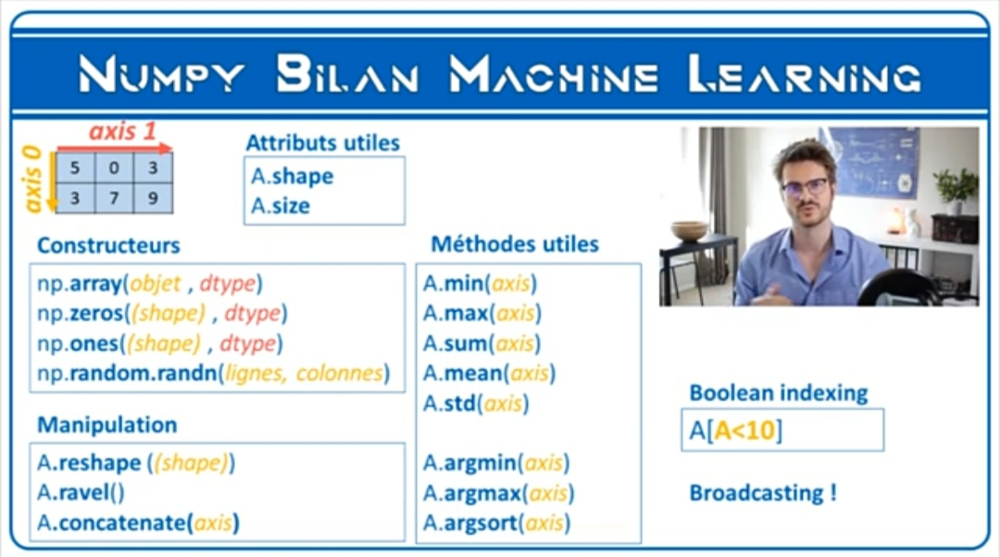 NUMPY BILAN MACHINE LEARNING
axis 1
axis 0
5 0 3
3 7 9
Attributs utiles
A.shape
A.size
Constructeurs
np.array(objet , dtype)
np.zeros((shape) , dtype)
np.ones((shape) , dtype)
np.random.randn(lignes, colonnes)
Manipulation
A.reshape ((shape))
A.ravel()
A.concatenate(axis)
Méthodes utiles
A.min(axis)
A.max(axis)
A.sum(axis)
A.mean(axis)
A.std(axis)
A.argmin(axis)
A.argmax(axis)
A.argsort(axis)
Boolean indexing
A[A<10]
Broadcasting !